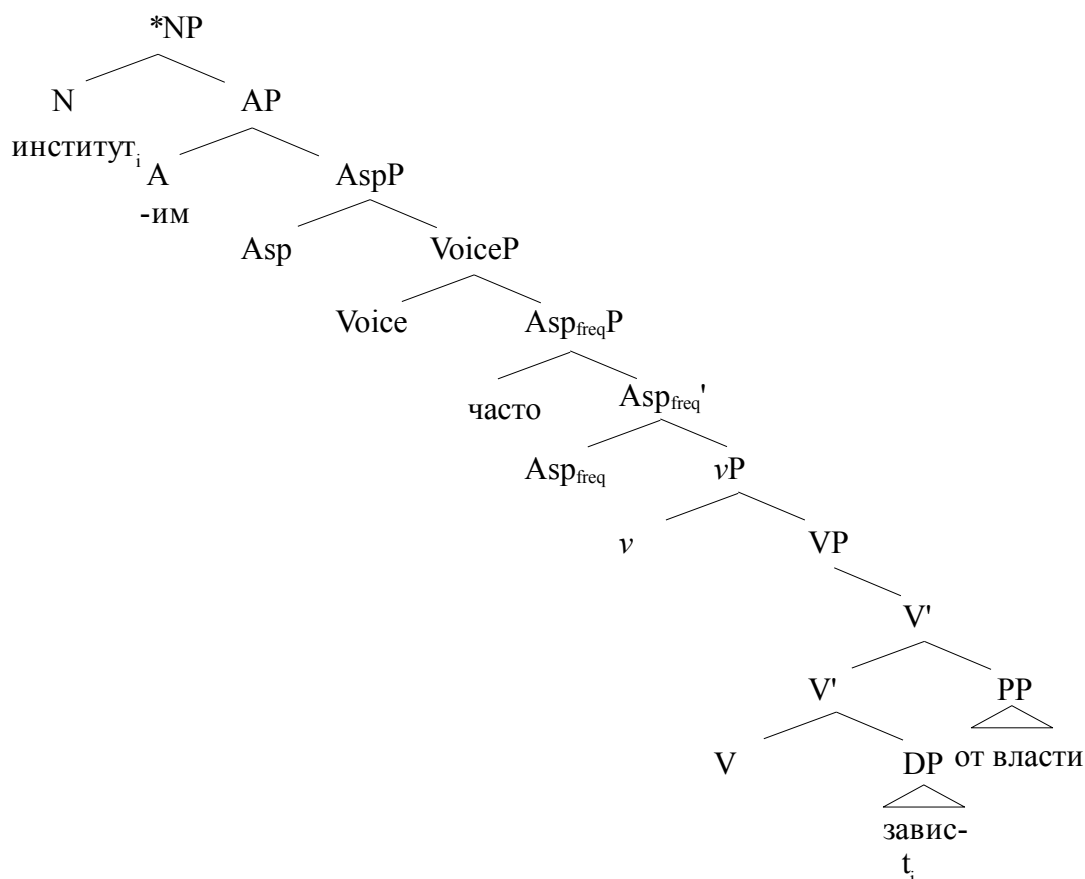 *NP
N AP
институтᵢ A AspP
-им
Asp VoiceP
Voice AspfreqP
часто Aspfreq'
Aspfreq vP
v VP
V'
V' PP
V DP от власти
завис-
tᵢ